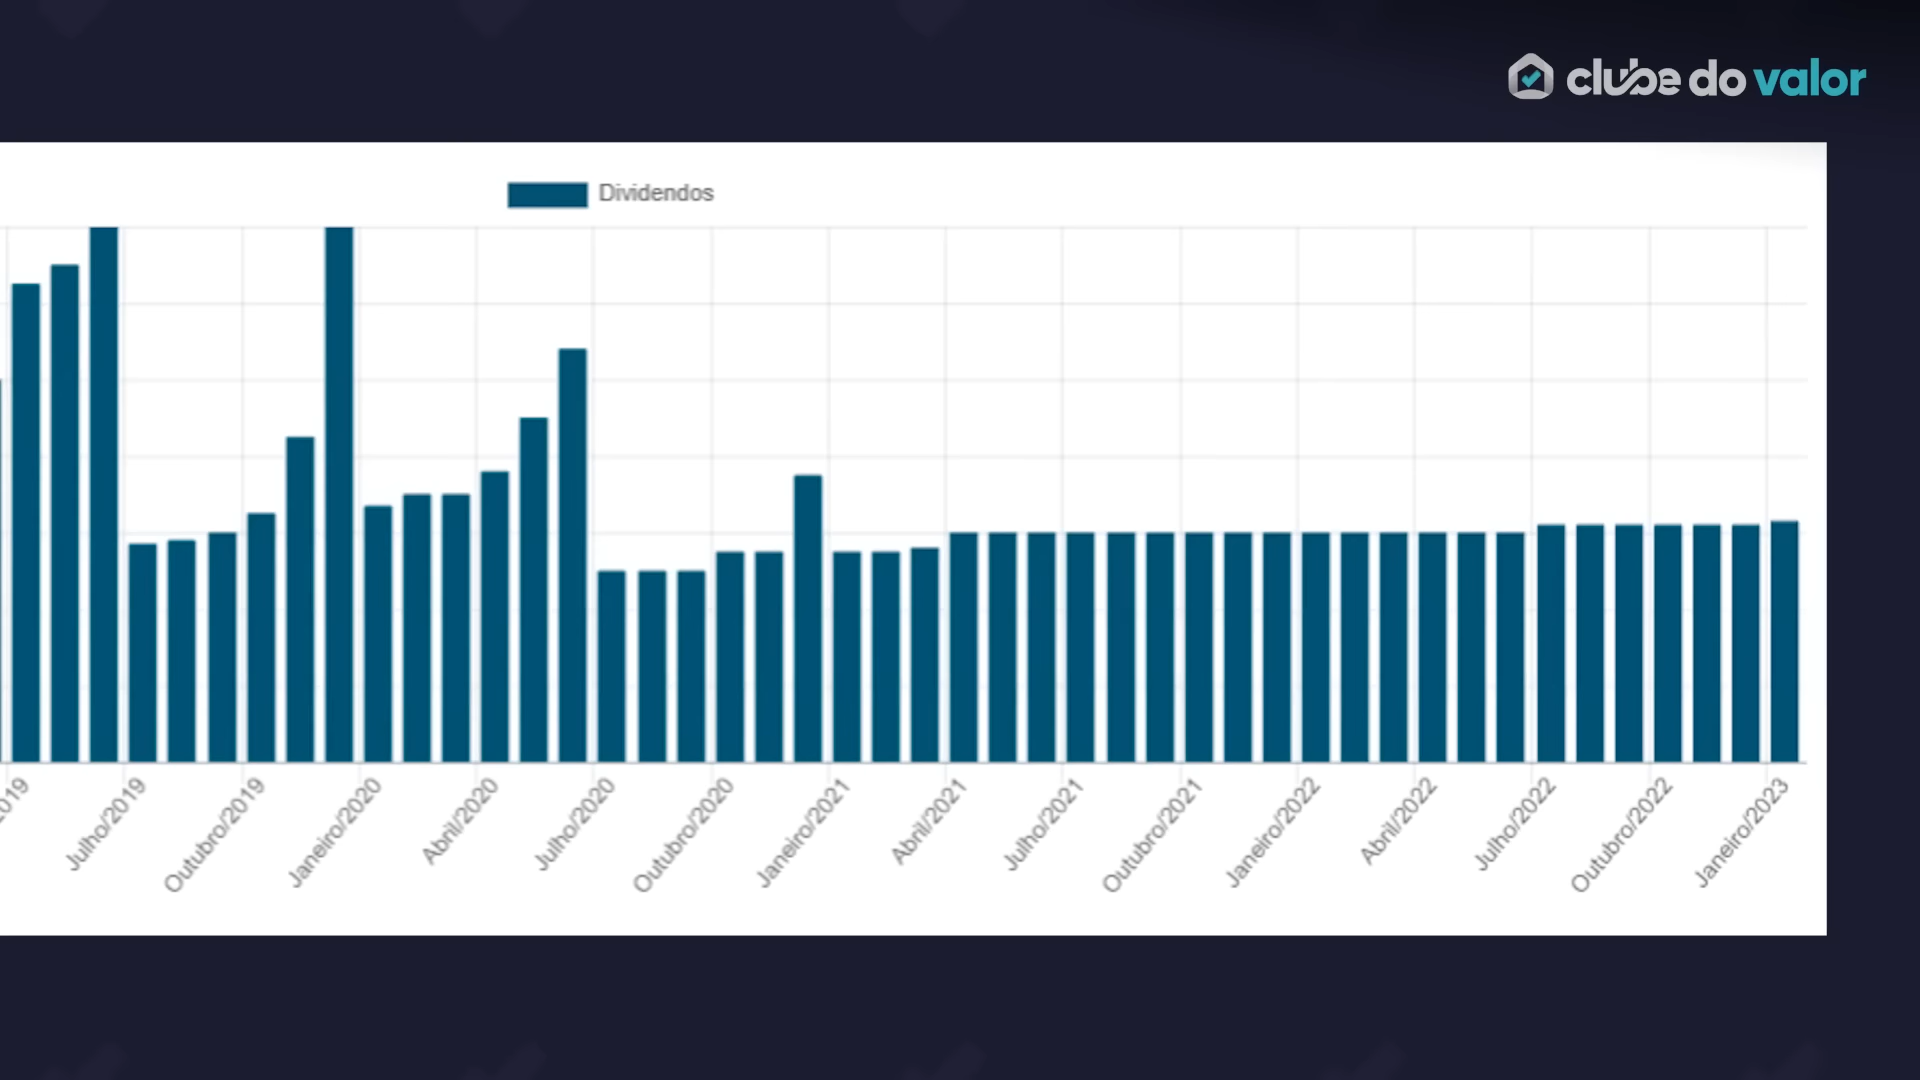 clube do valor
Dividendos
2019
Julho/2019
Outubro/2019
Janeiro/2020
Abril/2020
Julho/2020
Outubro/2020
Janeiro/2021
Abril/2021
Julho/2021
Outubro/2021
Janeiro/2022
Abril/2022
Julho/2022
Outubro/2022
Janeiro/2023